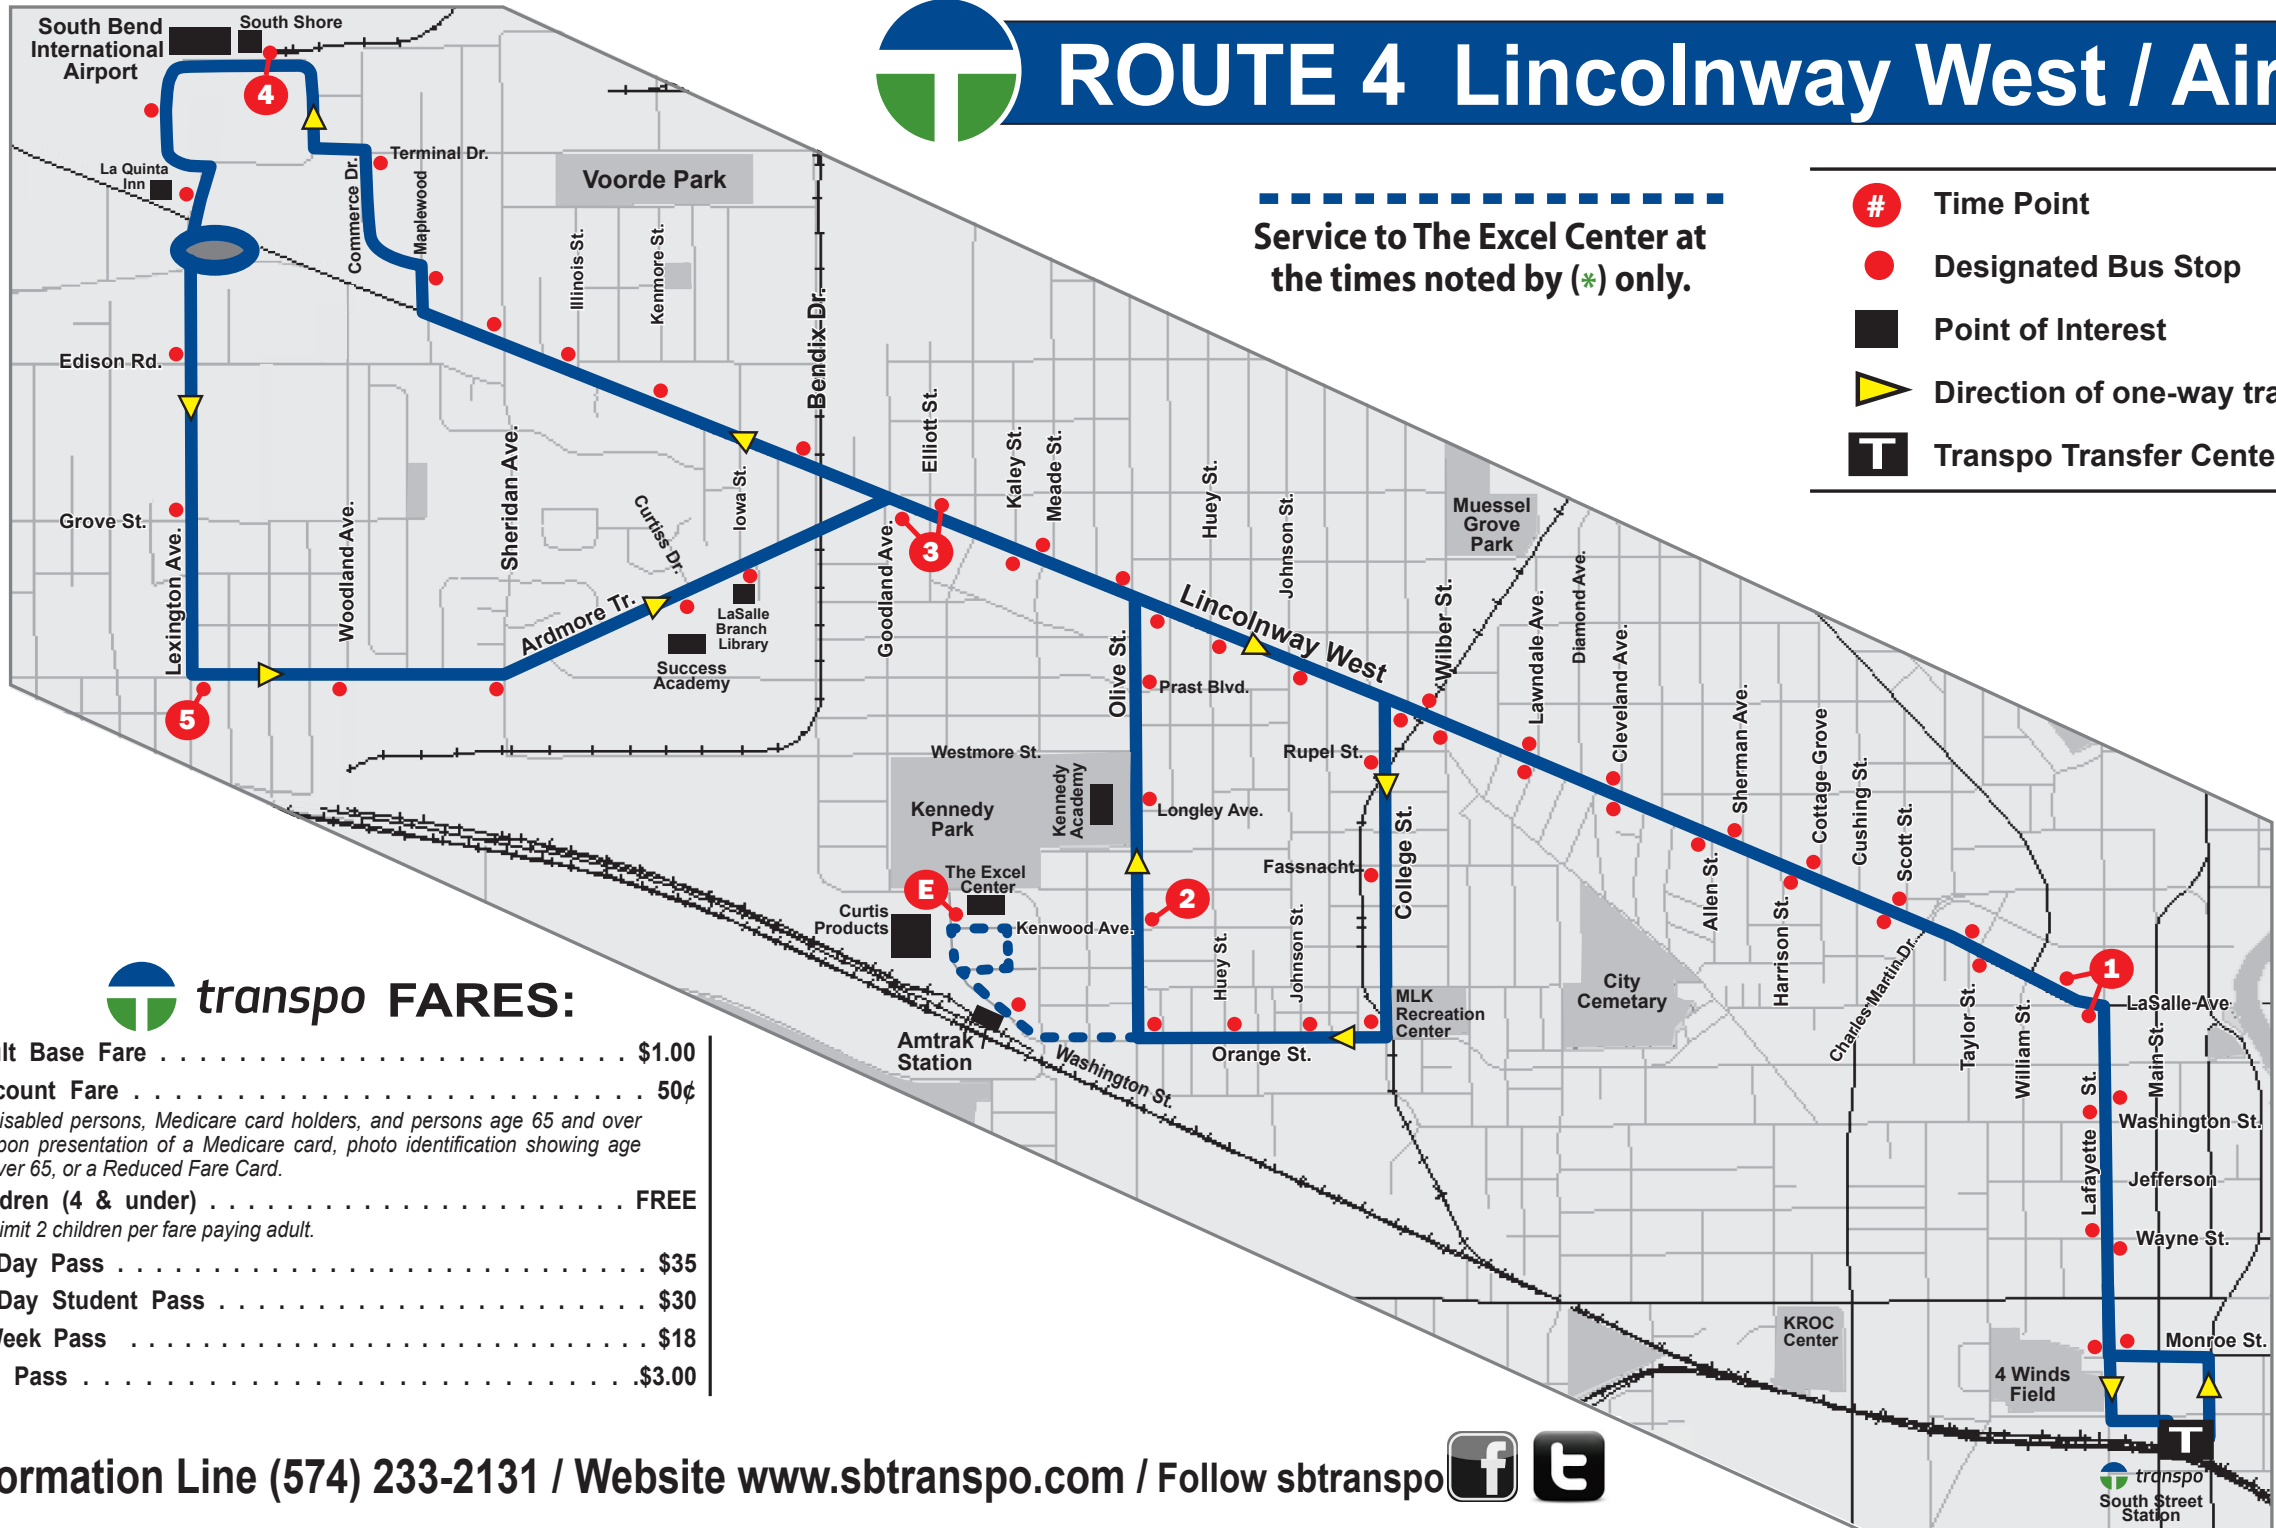 ROUTE 4 Lincolnway West / Air
Service to The Excel Center at
the times noted by (*) only.
# Time Point
Designated Bus Stop
Point of Interest
Direction of one-way tra
T Transpo Transfer Cente
South Bend
International
Airport
South Shore
4
La Quinta
Inn
Terminal Dr.
Commerce Dr.
Maplewood
Voorde Park
Illinois St.
Kenmore St.
Bendix Dr.
Edison Rd.
Grove St.
Lexington Ave.
Woodland Ave.
Sheridan Ave.
Curtiss Dr.
Iowa St.
Ardmore Tr.
LaSalle
Branch
Library
Success
Academy
5
Goodland Ave.
Elliott St.
3
Kaley St.
Meade St.
Huey St.
Johnson St.
Lincolnway West
Olive St.
Prast Blvd.
Muessel
Grove
Park
Wilber St.
Lawndale Ave.
Diamond Ave.
Cleveland Ave.
Sherman Ave.
Cottage Grove
Cushing St.
Scott St.
Westmore St.
Kennedy
Park
Kennedy
Academy
Longley Ave.
Rupel St.
Fassnacht
College St.
The Excel
Center
E
Curtis
Products
Kenwood Ave.
2
Huey St.
Johnson St.
MLK
Recreation
Center
Orange St.
Amtrak
Station
Washington St.
City
Cemetary
Allen St.
Harrison St.
Charles Martin Dr.
Taylor St.
William St.
1
LaSalle Ave
Main St.
Lafayette St.
Washington St.
Jefferson
Wayne St.
Monroe St.
KROC
Center
4 Winds
Field
T
transpo
South Street
Station
transpo FARES:
lt Base Fare . . . . . . . . . . . . . . . . . . . . . . . $1.00
count Fare . . . . . . . . . . . . . . . . . . . . . . . . . 50¢
isabled persons, Medicare card holders, and persons age 65 and over
pon presentation of a Medicare card, photo identification showing age
ver 65, or a Reduced Fare Card.
dren (4 & under) . . . . . . . . . . . . . . . . . . . . FREE
imit 2 children per fare paying adult.
Day Pass . . . . . . . . . . . . . . . . . . . . . . . . . . $35
Day Student Pass . . . . . . . . . . . . . . . . . . . . . $30
Week Pass . . . . . . . . . . . . . . . . . . . . . . . . . $18
Pass . . . . . . . . . . . . . . . . . . . . . . . . . . .$3.00
ormation Line (574) 233-2131 / Website www.sbtranspo.com / Follow sbtranspo f t